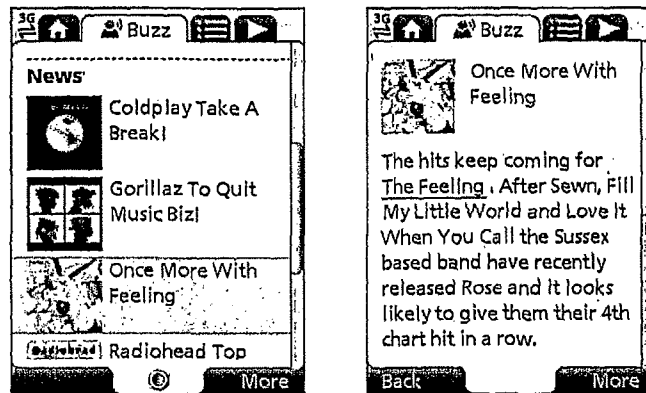 3G
Buzz
News
Coldplay Take A
Break!
Gorillaz To Quit
Music Biz!
Once More With
Feeling
Radiohead
Radiohead Top
More
3G
Buzz
Once More With
Feeling
The hits keep coming for
The Feeling. After Sewn, Fill
My Little World and Love It
When You Call the Sussex
based band have recently
released Rose and it looks
likely to give them their 4th
chart hit in a row.
Back
More